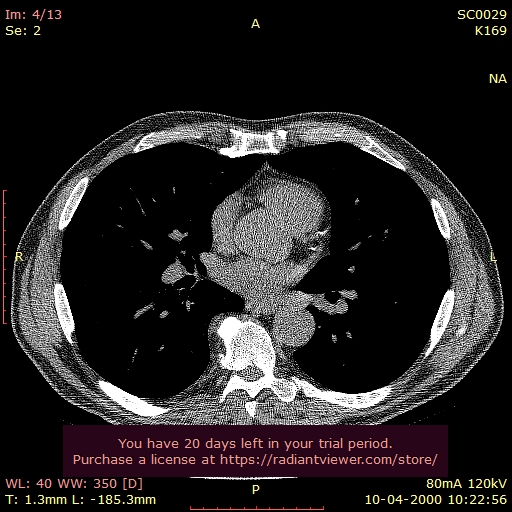 Im: 4/13
Se: 2
A
SC0029
K169
NA
R
L
You have 20 days left in your trial period.
Purchase a license at https://radiantviewer.com/store/
WL: 40 WW: 350 [D]
T: 1.3mm L: -185.3mm
P
80mA 120kV
10-04-2000 10:22:56